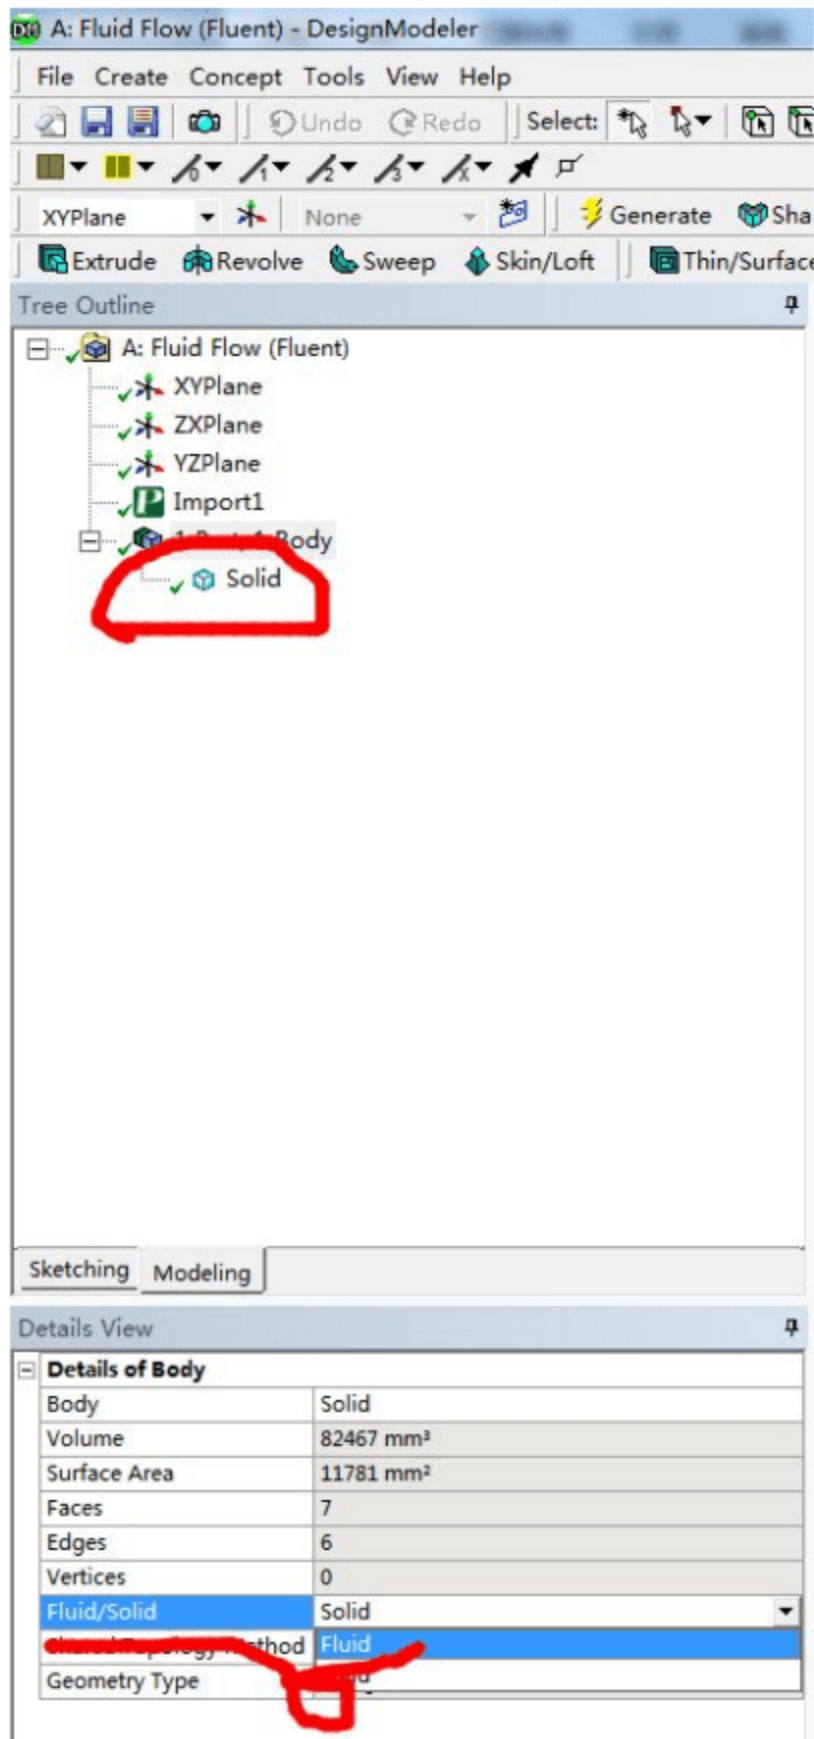 A: Fluid Flow (Fluent) - DesignModeler
File Create Concept Tools View Help
Undo Redo Select:
XYPlane None Generate Sha
Extrude Revolve Sweep Skin/Loft Thin/Surface
Tree Outline
A: Fluid Flow (Fluent)
XYPlane
ZXPlane
YZPlane
Import1
Body
Solid
Sketching Modeling
Details View
Details of Body
Body Solid
Volume 82467 mm³
Surface Area 11781 mm²
Faces 7
Edges 6
Vertices 0
Fluid/Solid Solid
Topology Method Fluid
Geometry Type